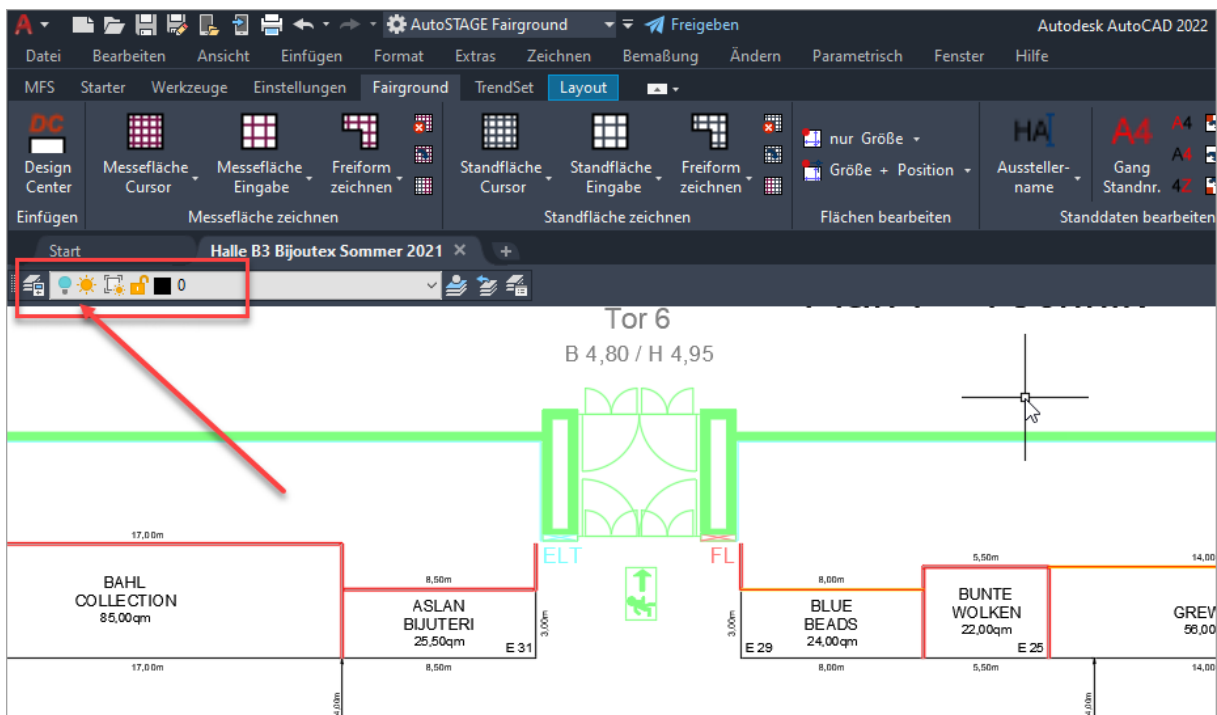 AutoSTAGE Fairground Freigeben Autodesk AutoCAD 2022
Datei Bearbeiten Ansicht Einfügen Format Extras Zeichnen Bemaßung Ändern Parametrisch Fenster Hilfe
MFS Starter Werkzeuge Einstellungen Fairground TrendSet Layout
DC HA A4 A4
Design Messefläche Messefläche Freiform Standfläche Standfläche Freiform nur Größe Aussteller- Gang A4
Center Cursor Eingabe zeichnen Cursor Eingabe zeichnen Größe + Position name Standnr. 4Z
Einfügen Messefläche zeichnen Standfläche zeichnen Flächen bearbeiten Standdaten bearbeiten
Start Halle B3 Bijoutex Sommer 2021
0
Tor 6
B 4,80 / H 4,95
ELT FL
17,00m
5,50m 14,00
8,50m 8,00m
BAHL
COLLECTION
85,00qm
ASLAN
BIJUTERI
25,50qm
E 31
3,00m
3,00m
BLUE
BEADS
24,00qm
E 29
BUNTE
WOLKEN
22,00qm
E 25
GREW
56,00
17,00m 8,50m 8,00m 5,50m 14,00